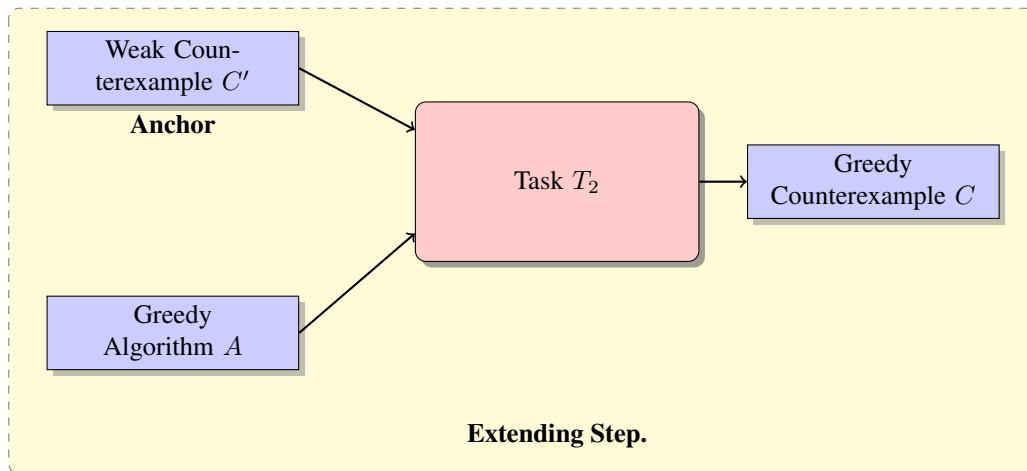 Weak Coun-
terexample C′
Anchor
Task T₂
Greedy
Counterexample C
Greedy
Algorithm A
Extending Step.